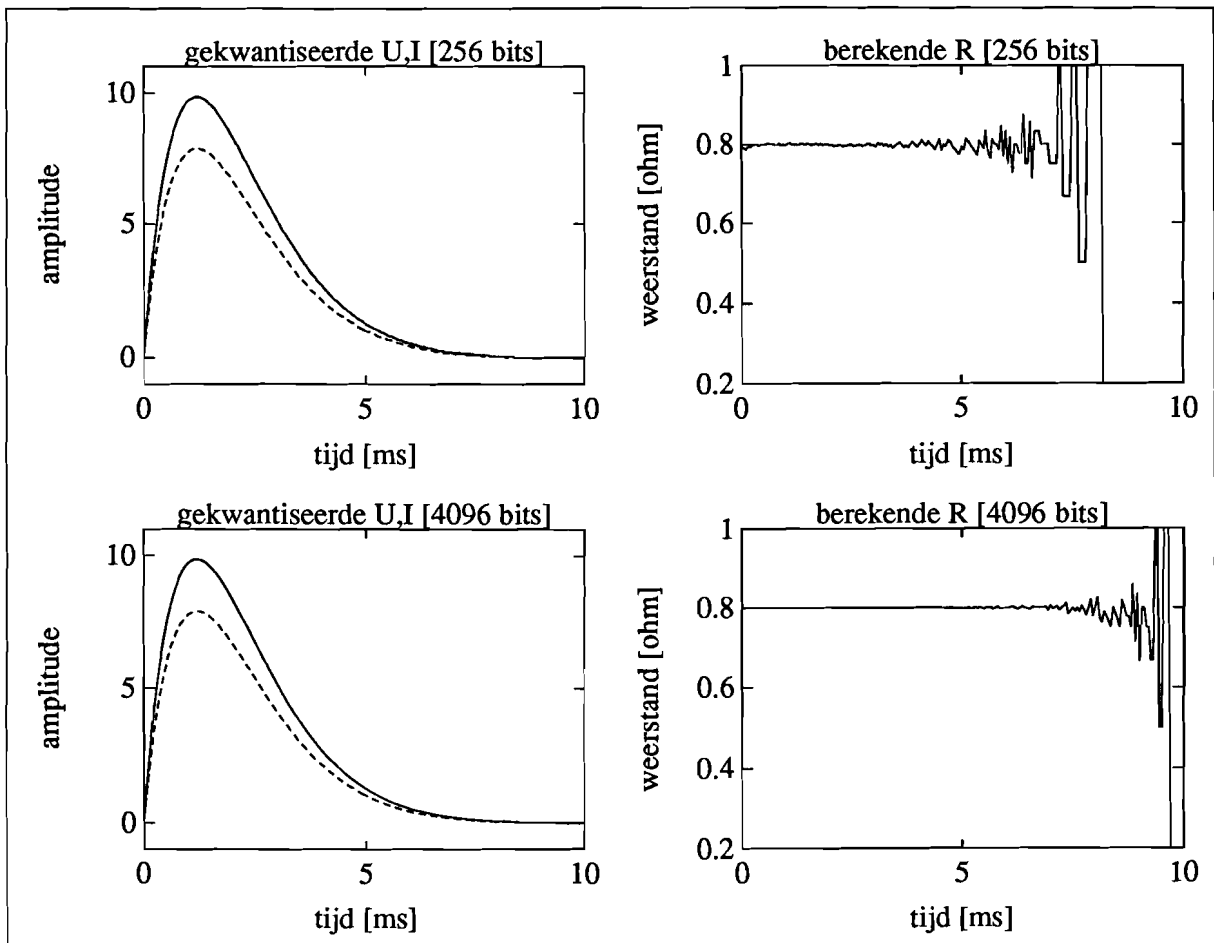 gekwantiseerde U,I [256 bits]
amplitude
10
5
0
0
5
10
tijd [ms]
berekende R [256 bits]
weerstand [ohm]
1
0.8
0.6
0.4
0.2
0
5
10
tijd [ms]
gekwantiseerde U,I [4096 bits]
amplitude
10
5
0
0
5
10
tijd [ms]
berekende R [4096 bits]
weerstand [ohm]
1
0.8
0.6
0.4
0.2
0
5
10
tijd [ms]